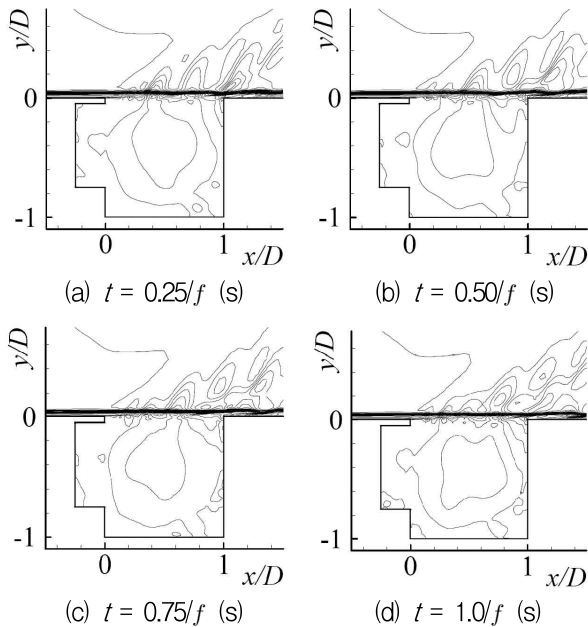 y/D
0
-1
0
1
x/D
(a) t = 0.25/f (s)
y/D
0
-1
0
1
x/D
(b) t = 0.50/f (s)
y/D
0
-1
0
1
x/D
(c) t = 0.75/f (s)
y/D
0
-1
0
1
x/D
(d) t = 1.0/f (s)